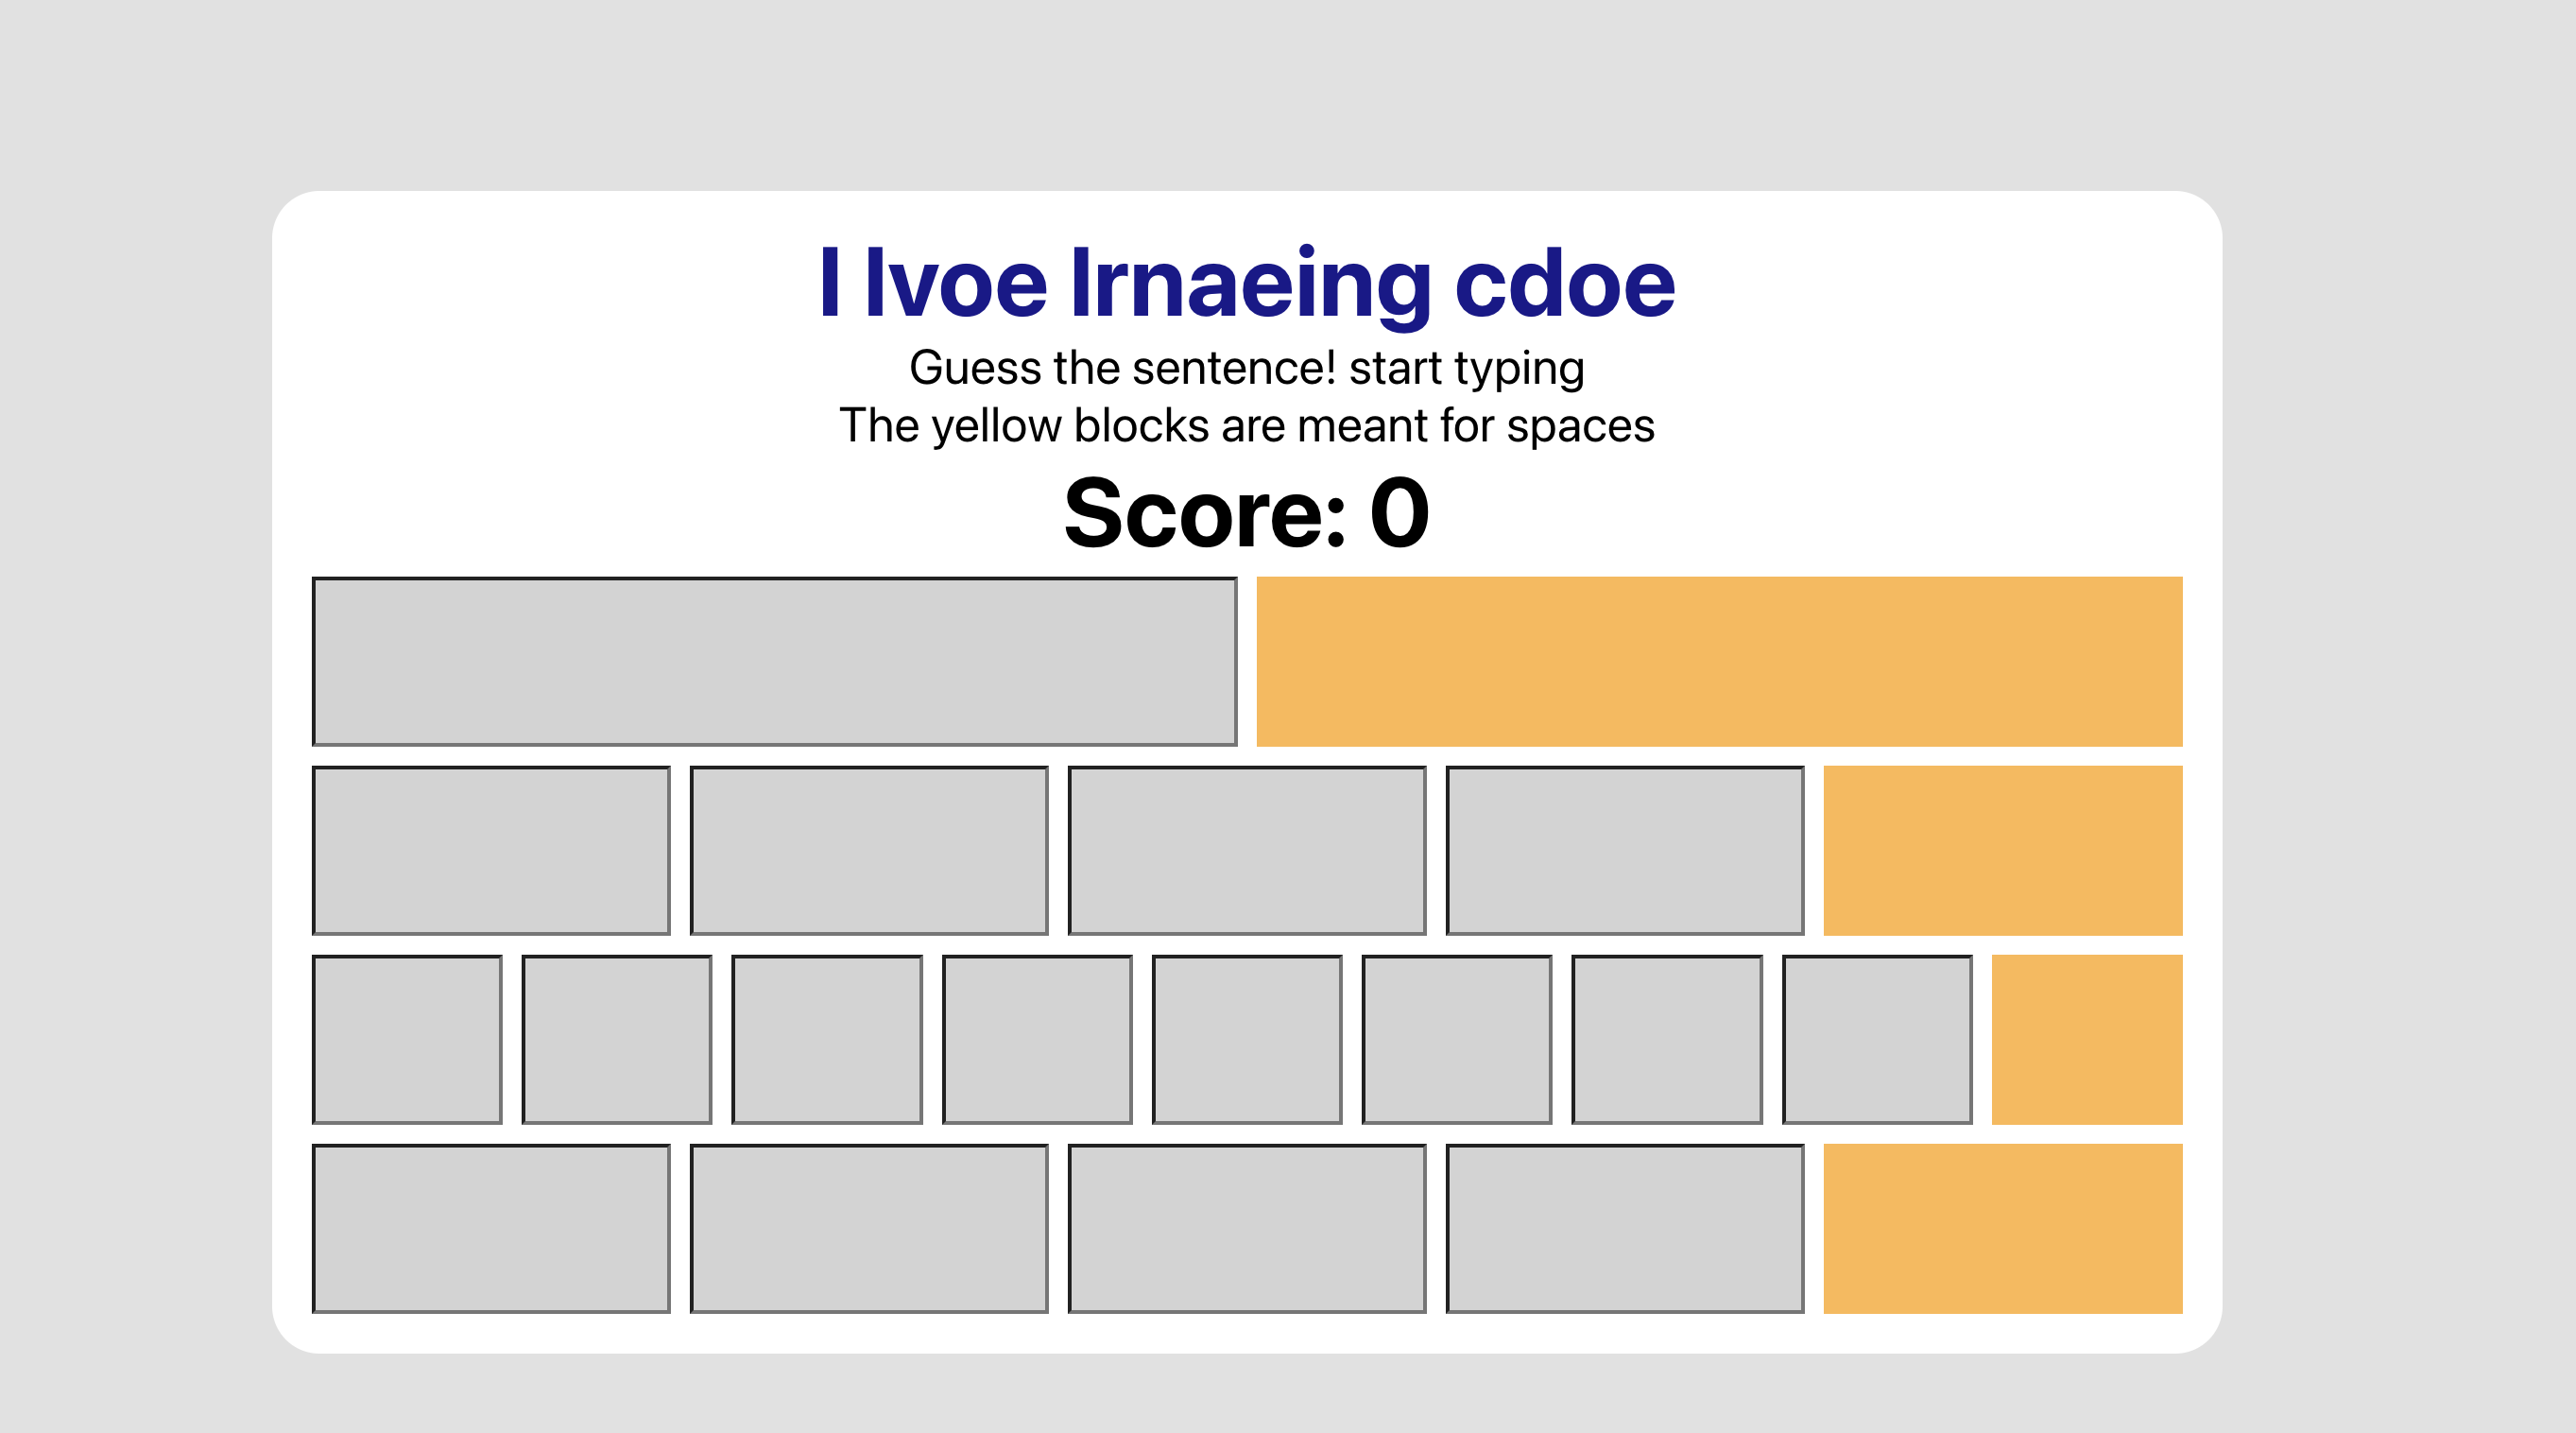 I lvoe lrnaeing cdoe
Guess the sentence! start typing
The yellow blocks are meant for spaces
Score: 0